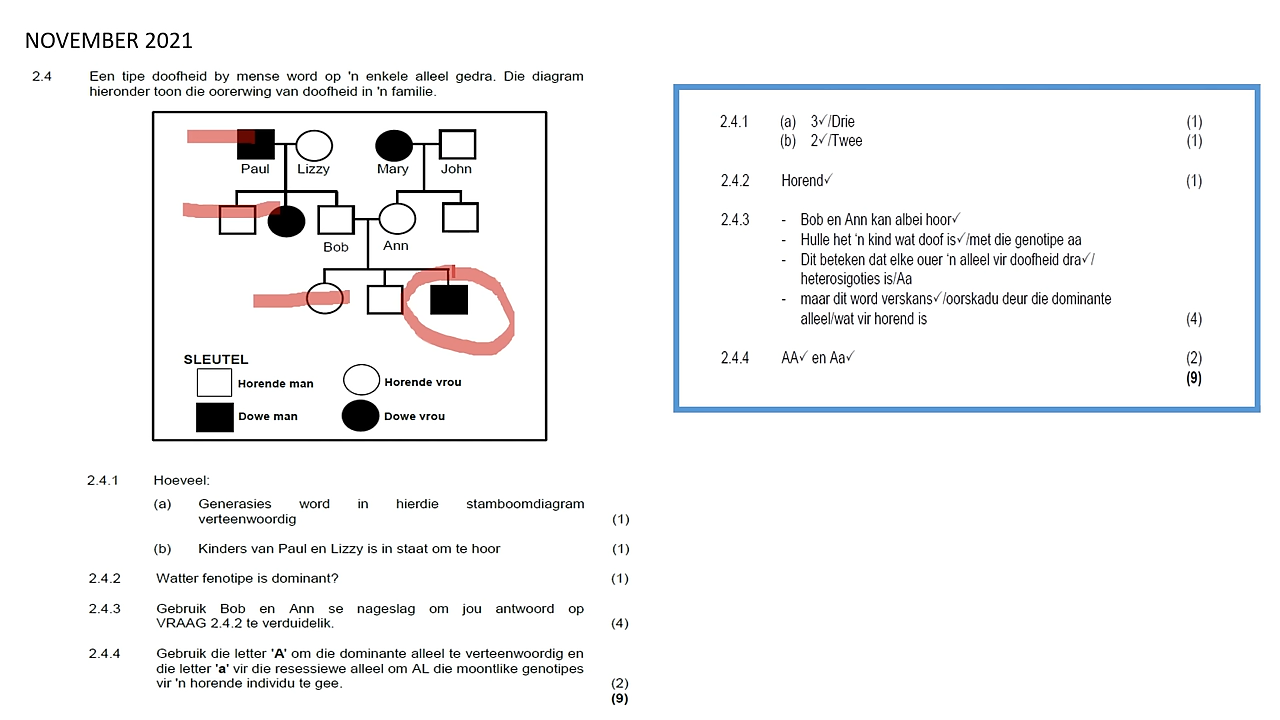 NOVEMBER 2021
2.4 Een tipe doofheid by mense word op 'n enkele alleel gedra. Die diagram
hieronder toon die oorerwing van doofheid in 'n familie.
Paul Lizzy Mary John
Bob Ann
SLEUTEL
Horende man Horende vrou
Dowe man Dowe vrou
2.4.1 Hoeveel:
(a) Generasies word in hierdie stamboomdiagram
verteenwoordig (1)
(b) Kinders van Paul en Lizzy is in staat om te hoor (1)
2.4.2 Watter fenotipe is dominant? (1)
2.4.3 Gebruik Bob en Ann se nageslag om jou antwoord op
VRAAG 2.4.2 te verduidelik. (4)
2.4.4 Gebruik die letter 'A' om die dominante alleel te verteenwoordig en
die letter 'a' vir die resessiewe alleel om AL die moontlike genotipes
vir 'n horende individu te gee. (2)
(9)
2.4.1 (a) 3✓/Drie (1)
(b) 2✓/Twee (1)
2.4.2 Horend✓ (1)
2.4.3 - Bob en Ann kan albei hoor✓
- Hulle het 'n kind wat doof is✓/met die genotipe aa
- Dit beteken dat elke ouer 'n alleel vir doofheid dra✓/
heterosigoties is/Aa
- maar dit word verskans✓/oorskadu deur die dominante
alleel/wat vir horend is (4)
2.4.4 AA✓ en Aa✓ (2)
(9)